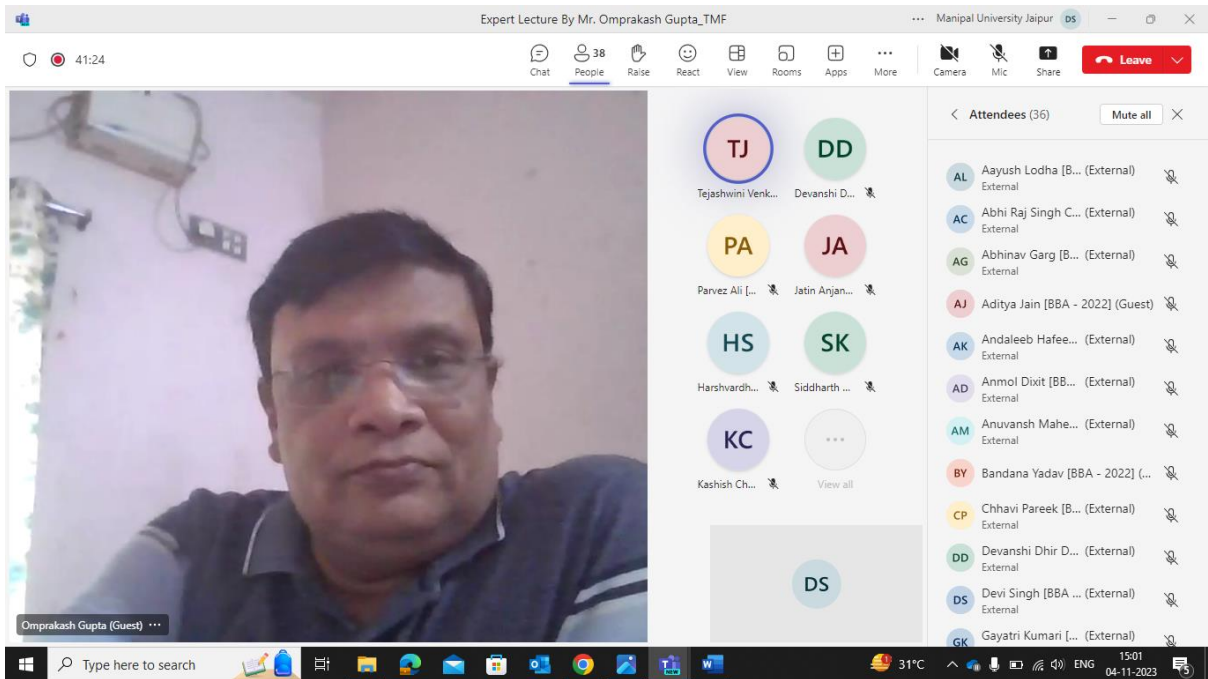 Expert Lecture By Mr. Omprakash Gupta_TMF
Manipal University Jaipur DS
41:24
Chat
38
People
Raise
React
View
Rooms
Apps
More
Camera
Mic
Share
Leave
Omprakash Gupta (Guest)
TJ
Tejashwini Venk...
DD
Devanshi D...
PA
Parvez Ali [...
JA
Jatin Anjan...
HS
Harshvardh...
SK
Siddharth ...
KC
Kashish Ch...
View all
DS
Attendees (36)
Mute all
AL Aayush Lodha [B... (External)
External
AC Abhi Raj Singh C... (External)
External
AG Abhinav Garg [B... (External)
External
AJ Aditya Jain [BBA - 2022] (Guest)
AK Andaleeb Hafee... (External)
External
AD Anmol Dixit [BB... (External)
External
AM Anuvansh Mahe... (External)
External
BY Bandana Yadav [BBA - 2022] (...
CP Chhavi Pareek [B... (External)
External
DD Devanshi Dhir D... (External)
External
DS Devi Singh [BBA ... (External)
External
GK Gayatri Kumari [... (External)
Type here to search
31°C
ENG
15:01
04-11-2023
5